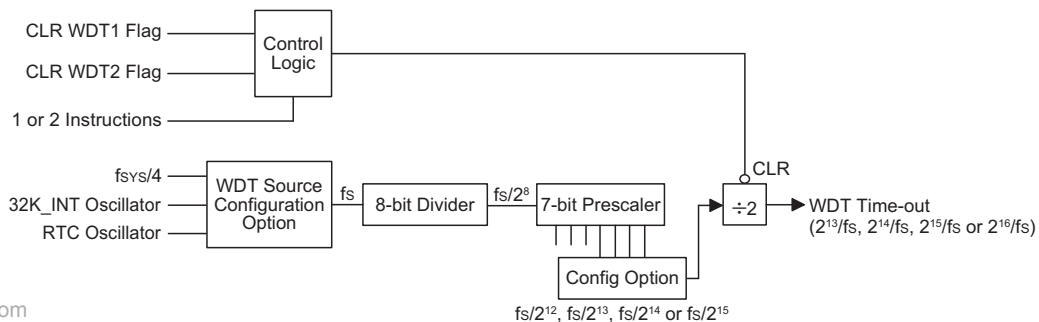 CLR WDT1 Flag
CLR WDT2 Flag
1 or 2 Instructions
Control
Logic
fSYS/4
32K_INT Oscillator
RTC Oscillator
WDT Source
Configuration
Option
fS
8-bit Divider
fS/2⁸
7-bit Prescaler
Config Option
fS/2¹², fS/2¹³, fS/2¹⁴ or fS/2¹⁵
CLR
÷2
WDT Time-out
(2¹³/fS, 2¹⁴/fS, 2¹⁵/fS or 2¹⁶/fS)
om